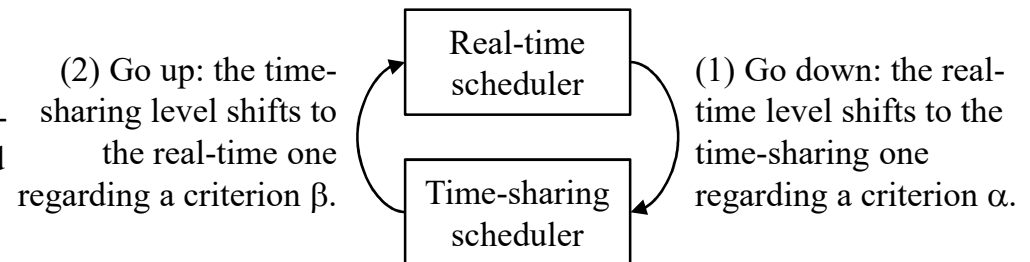 Real-time
scheduler
(2) Go up: the time-
sharing level shifts to
the real-time one
regarding a criterion β.
(1) Go down: the real-
time level shifts to the
time-sharing one
regarding a criterion α.
Time-sharing
scheduler